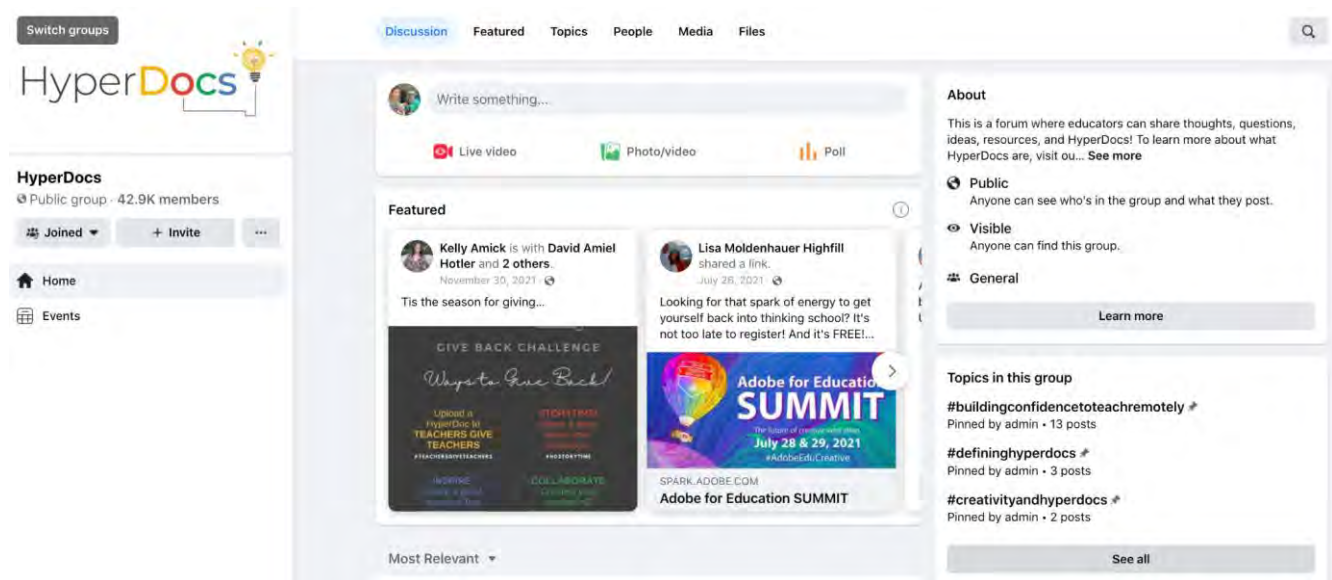 Switch groups
HyperDocs
HyperDocs
Public group · 42.9K members
Joined
+ Invite
...
Home
Events
Discussion Featured Topics People Media Files
Write something...
Live video Photo/video Poll
Featured
Kelly Amick is with David Amiel
Hotler and 2 others.
November 30, 2021 ·
Tis the season for giving...
GIVE BACK CHALLENGE
Ways to Give Back!
Upload a
HyperDoc to
TEACHERS GIVE
TEACHERS
#TEACHERSGIVETEACHERS
INSPIRE
COLLABORATE
Lisa Moldenhauer Highfill
shared a link.
July 26, 2021 ·
Looking for that spark of energy to get
yourself back into thinking school? It's
not too late to register! And it's FREE!...
Adobe for Education
SUMMIT
July 28 & 29, 2021
#AdobeEduCreative
SPARK.ADOBE.COM
Adobe for Education SUMMIT
Most Relevant
About
This is a forum where educators can share thoughts, questions,
ideas, resources, and HyperDocs! To learn more about what
HyperDocs are, visit ou... See more
Public
Anyone can see who's in the group and what they post.
Visible
Anyone can find this group.
General
Learn more
Topics in this group
#buildingconfidencetoteachremotely
Pinned by admin • 13 posts
#defininghyperdocs
Pinned by admin • 3 posts
#creativityandhyperdocs
Pinned by admin • 2 posts
See all